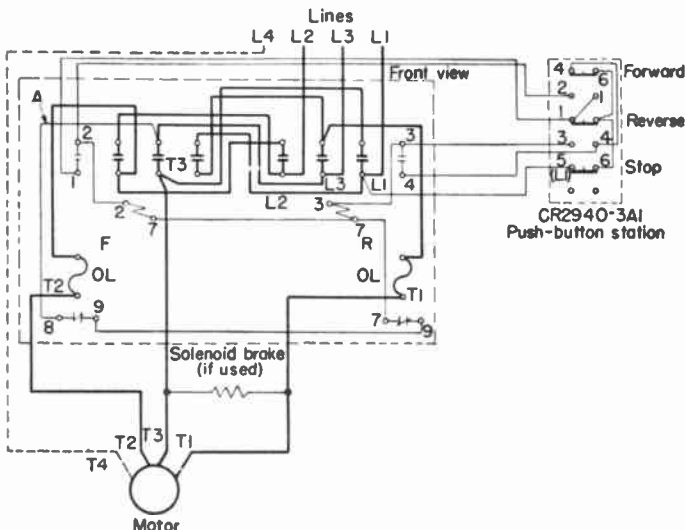 Lines
L4 L2 L3 L1
Front view
A
2
T3
3
1
L3
L1
4
L2
2
7
3
7
F
R
OL
OL
T2
T1
8
9
7
9
Solenoid brake
(if used)
T3
T2
T1
T4
Motor
4
6
Forward
2
1
Reverse
3
4
5
6
Stop
CR2940-3A1
Push-button station